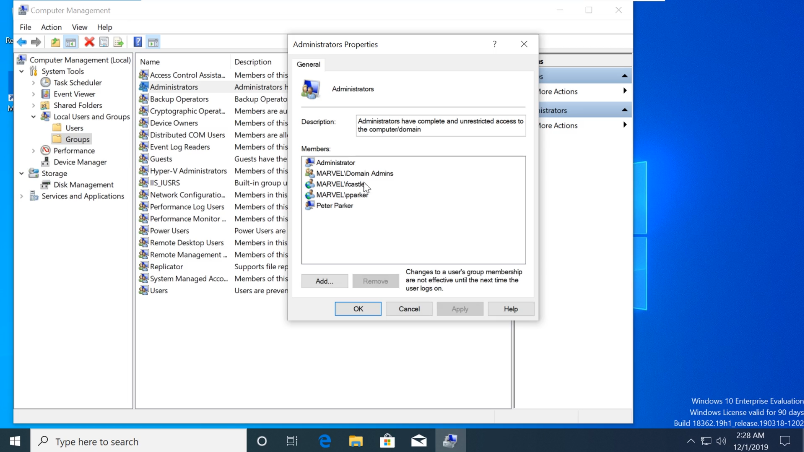 Computer Management
File Action View Help
Computer Management (Local)
System Tools
Task Scheduler
Event Viewer
Shared Folders
Local Users and Groups
Users
Groups
Performance
Device Manager
Storage
Disk Management
Services and Applications
Name Description
Access Control Assista... Members of this
Administrators Administrators h
Backup Operators Backup Operato
Cryptographic Operat... Members are au
Device Owners Members of this
Distributed COM Users Members are all
Event Log Readers Members of this
Guests Guests have the
Hyper-V Administrators Members of this
IIS_IUSRS Built-in group u
Network Configuratio... Members in this
Performance Log Users Members of this
Performance Monitor ... Members of this
Power Users Power Users are
Remote Desktop Users Members in this
Remote Management ... Members of this
Replicator Supports file rep
System Managed Acco... Members of this
Users Users are preven
Administrators Properties
General
Administrators
Description: Administrators have complete and unrestricted access to
the computer/domain
Members:
Administrator
MARVEL\Domain Admins
MARVEL\fcastle
MARVEL\pparker
Peter Parker
Add... Remove
Changes to a user's group membership
are not effective until the next time the
user logs on.
OK Cancel Apply Help
More Actions
More Actions
Windows 10 Enterprise Evaluation
Windows License valid for 90 days
Build 18362.19h1_release.190318-1202
Type here to search
2:28 AM
12/1/2019